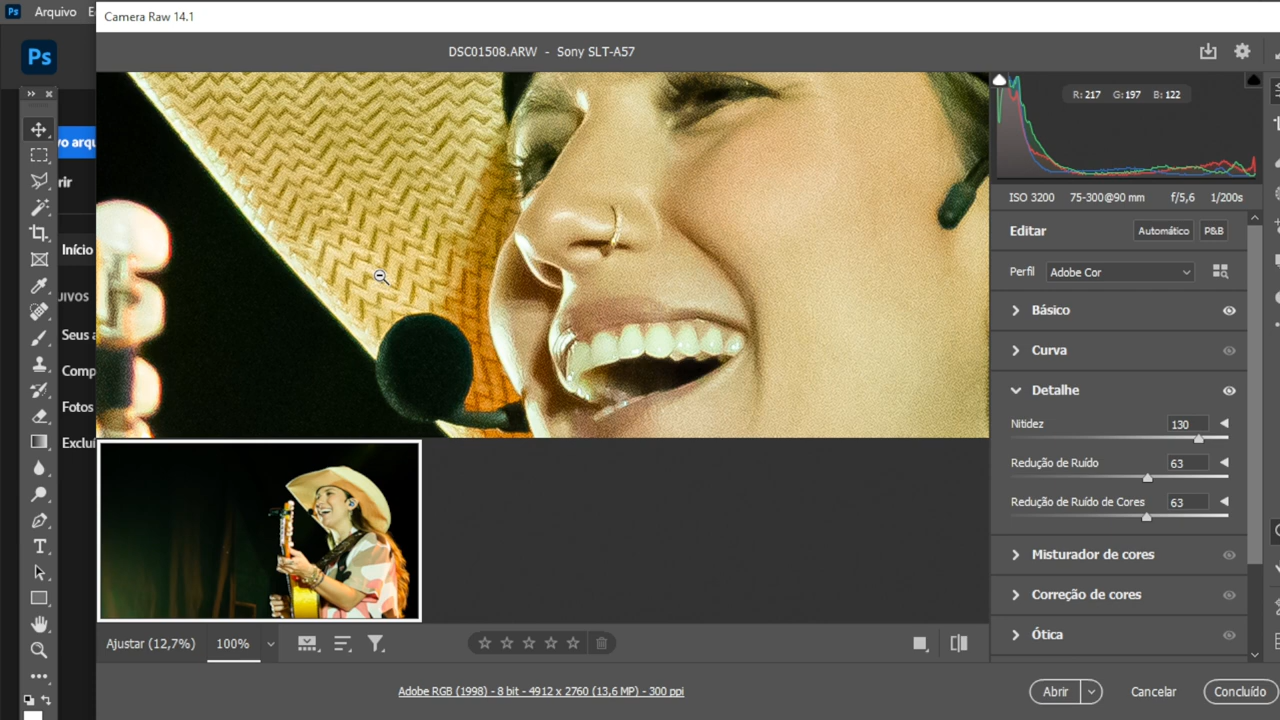 Ps Arquivo E
Camera Raw 14.1
Ps
DSC01508.ARW - Sony SLT-A57
R: 217 G: 197 B: 122
vo arqu
rir
Início
UIVOS
Seus a
Comp
Fotos
Excluí
ISO 3200 75-300@90 mm f/5,6 1/200s
Editar Automático P&B
Perfil Adobe Cor
Básico
Curva
Detalhe
Nitidez 130
Redução de Ruído 63
Redução de Ruído de Cores 63
Misturador de cores
Correção de cores
Ótica
Ajustar (12,7%) 100%
Adobe RGB (1998) - 8 bit - 4912 x 2760 (13,6 MP) - 300 ppi
Abrir Cancelar Concluído